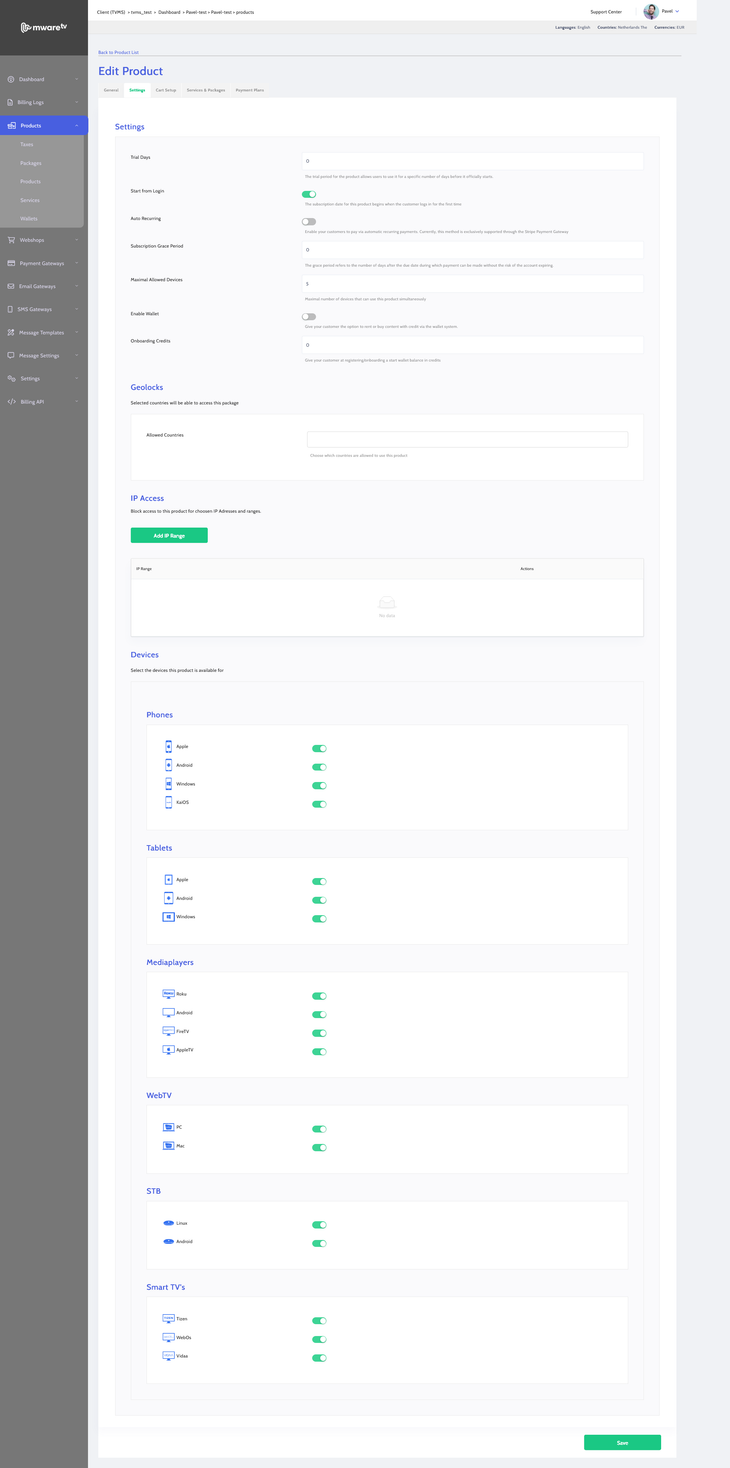 mwaretv
Client (TVMS) > tvms_test > Dashboard > Pavel-test > Pavel-test > products
Support Center
Pavel
Languages: English Countries: Netherlands The Currencies: EUR
Dashboard
Billing Logs
Products
Taxes
Packages
Products
Services
Wallets
Webshops
Payment Gateways
Email Gateways
SMS Gateways
Message Templates
Message Settings
Settings
Billing API
Back to Product List
Edit Product
General
Settings
Cart Setup
Services & Packages
Payment Plans
Settings
Trial Days
0
The trial period for the product allows users to use it for a specific number of days before it officially starts
Start from Login
The subscription date for this product begins when the customer logs in for the first time
Auto Recurring
Enable your customers to pay via automatic recurring payments. Currently, this method is exclusively supported through the Stripe Payment Gateway
Subscription Grace Period
0
The grace period refers to the number of days after the due date during which payment can be made without the risk of the account expiring.
Maximal Allowed Devices
5
Maximal number of devices that can use this product simultaneously
Enable Wallet
Give your customer the option to rent or buy content with credit via the wallet system.
Onboarding Credits
0
Give your customer at registering/onboarding a start wallet balance in credits
Geolocks
Selected countries will be able to access this package
Allowed Countries
Choose which countries are allowed to use this product
IP Access
Block access to this product for choosen IP Adresses and ranges.
Add IP Range
IP Range
Actions
No data
Devices
Select the devices this product is available for
Phones
Apple
Android
Windows
KaiOS
Tablets
Apple
Android
Windows
Mediaplayers
Roku
Android
FireTV
AppleTV
WebTV
PC
Mac
STB
Linux
Android
Smart TV's
Tizen
WebOs
Vidaa
Save